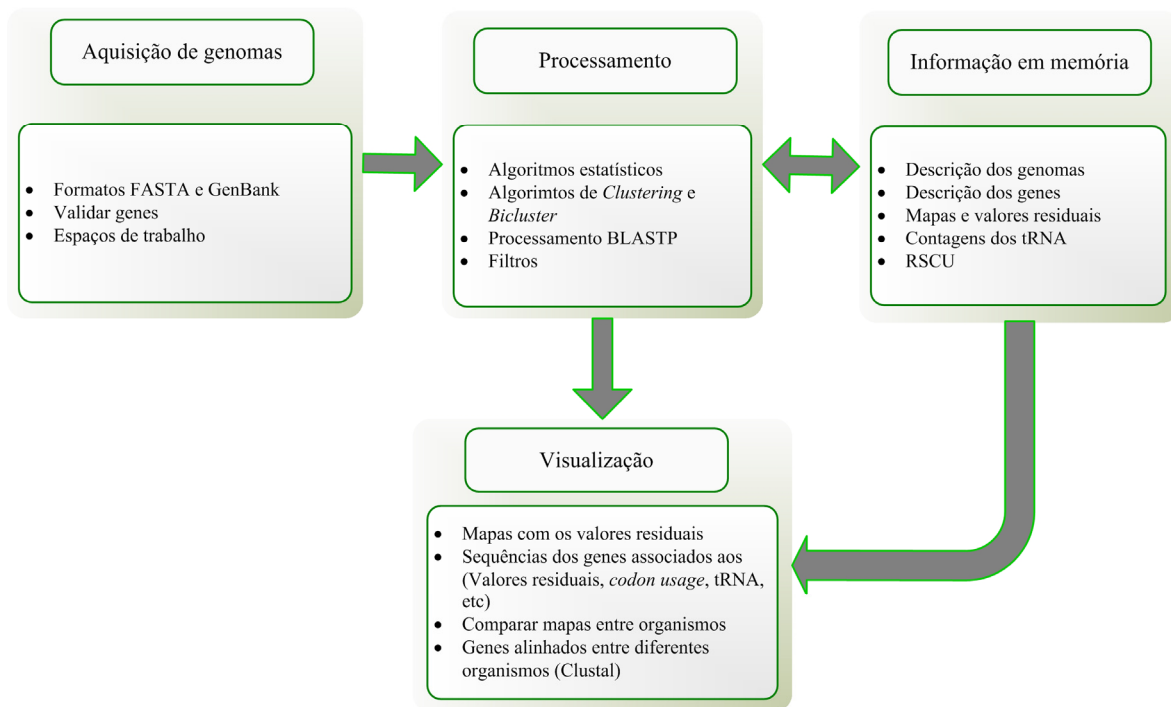 Aquisição de genomas
• Formatos FASTA e GenBank
• Validar genes
• Espaços de trabalho
Processamento
• Algoritmos estatísticos
• Algorimtos de Clustering e
Bicluster
• Processamento BLASTP
• Filtros
Informação em memória
• Descrição dos genomas
• Descrição dos genes
• Mapas e valores residuais
• Contagens dos tRNA
• RSCU
Visualização
• Mapas com os valores residuais
• Sequências dos genes associados aos
(Valores residuais, codon usage, tRNA,
etc)
• Comparar mapas entre organismos
• Genes alinhados entre diferentes
organismos (Clustal)